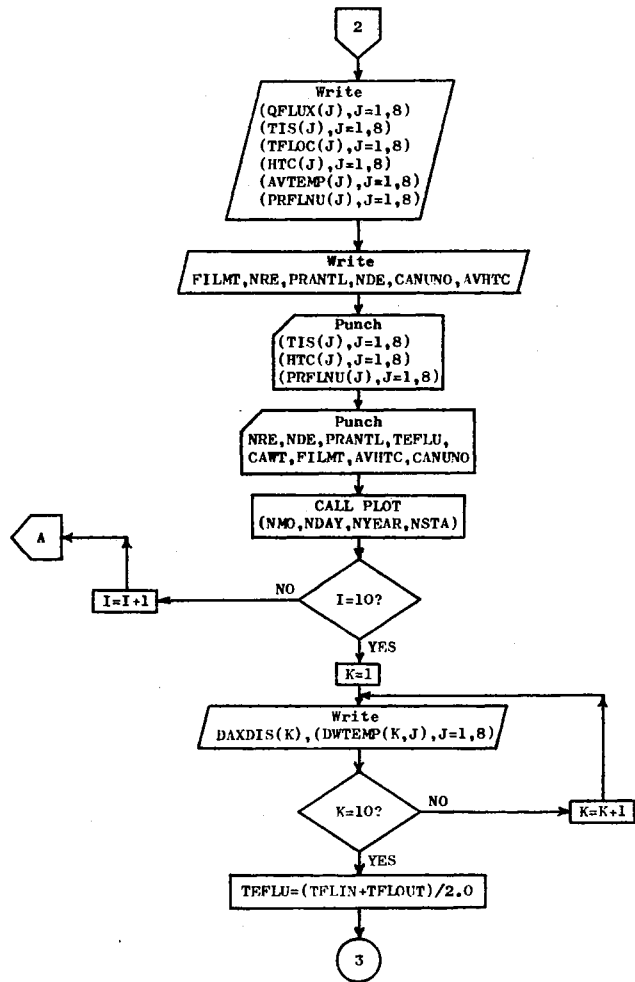 2
Write
(QFLUX(J),J=1,8)
(TIS(J),J=1,8)
(TFLOC(J),J=1,8)
(HTC(J),J=1,8)
(AVTEMP(J),J=1,8)
(PRFLNU(J),J=1,8)
Write
FILMT,NRE,PRANTL,NDE,CANUNO,AVHTC
Punch
(TIS(J),J=1,8)
(HTC(J),J=1,8)
(PRFLNU(J),J=1,8)
Punch
NRE,NDE,PRANTL,TEFLU,
CAWT,FILMT,AVHTC,CANUNO
CALL PLOT
(NMO,NDAY,NYEAR,NSTA)
A
I=I+1
NO
I=10?
YES
K=1
Write
DAXDIS(K),(DWTEMP(K,J),J=1,8)
K=10?
NO
K=K+1
YES
TEFLU=(TFLIN+TFLOUT)/2.0
3